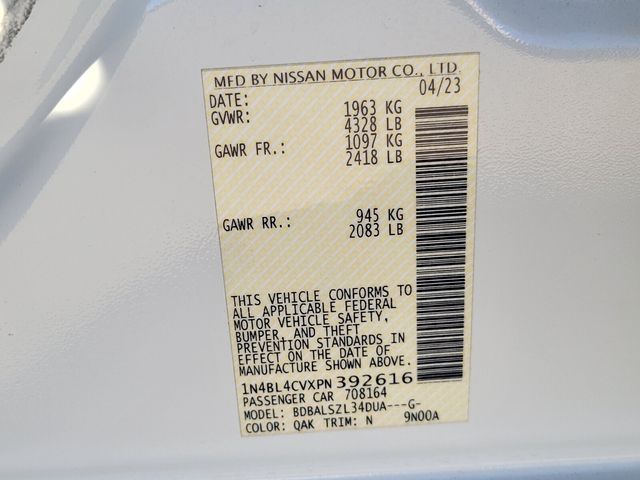 MFD BY NISSAN MOTOR CO., LTD.
DATE: 04/23
GVWR: 1963 KG
4328 LB
GAWR FR.: 1097 KG
2418 LB
GAWR RR.: 945 KG
2083 LB
THIS VEHICLE CONFORMS TO
ALL APPLICABLE FEDERAL
MOTOR VEHICLE SAFETY,
BUMPER, AND THEFT
PREVENTION STANDARDS IN
EFFECT ON THE DATE OF
MANUFACTURE SHOWN ABOVE.
1N4BL4CVXPN392616
PASSENGER CAR 708164
MODEL: BDBALSZL34DUA---G-
COLOR: QAK TRIM: N 9N00A